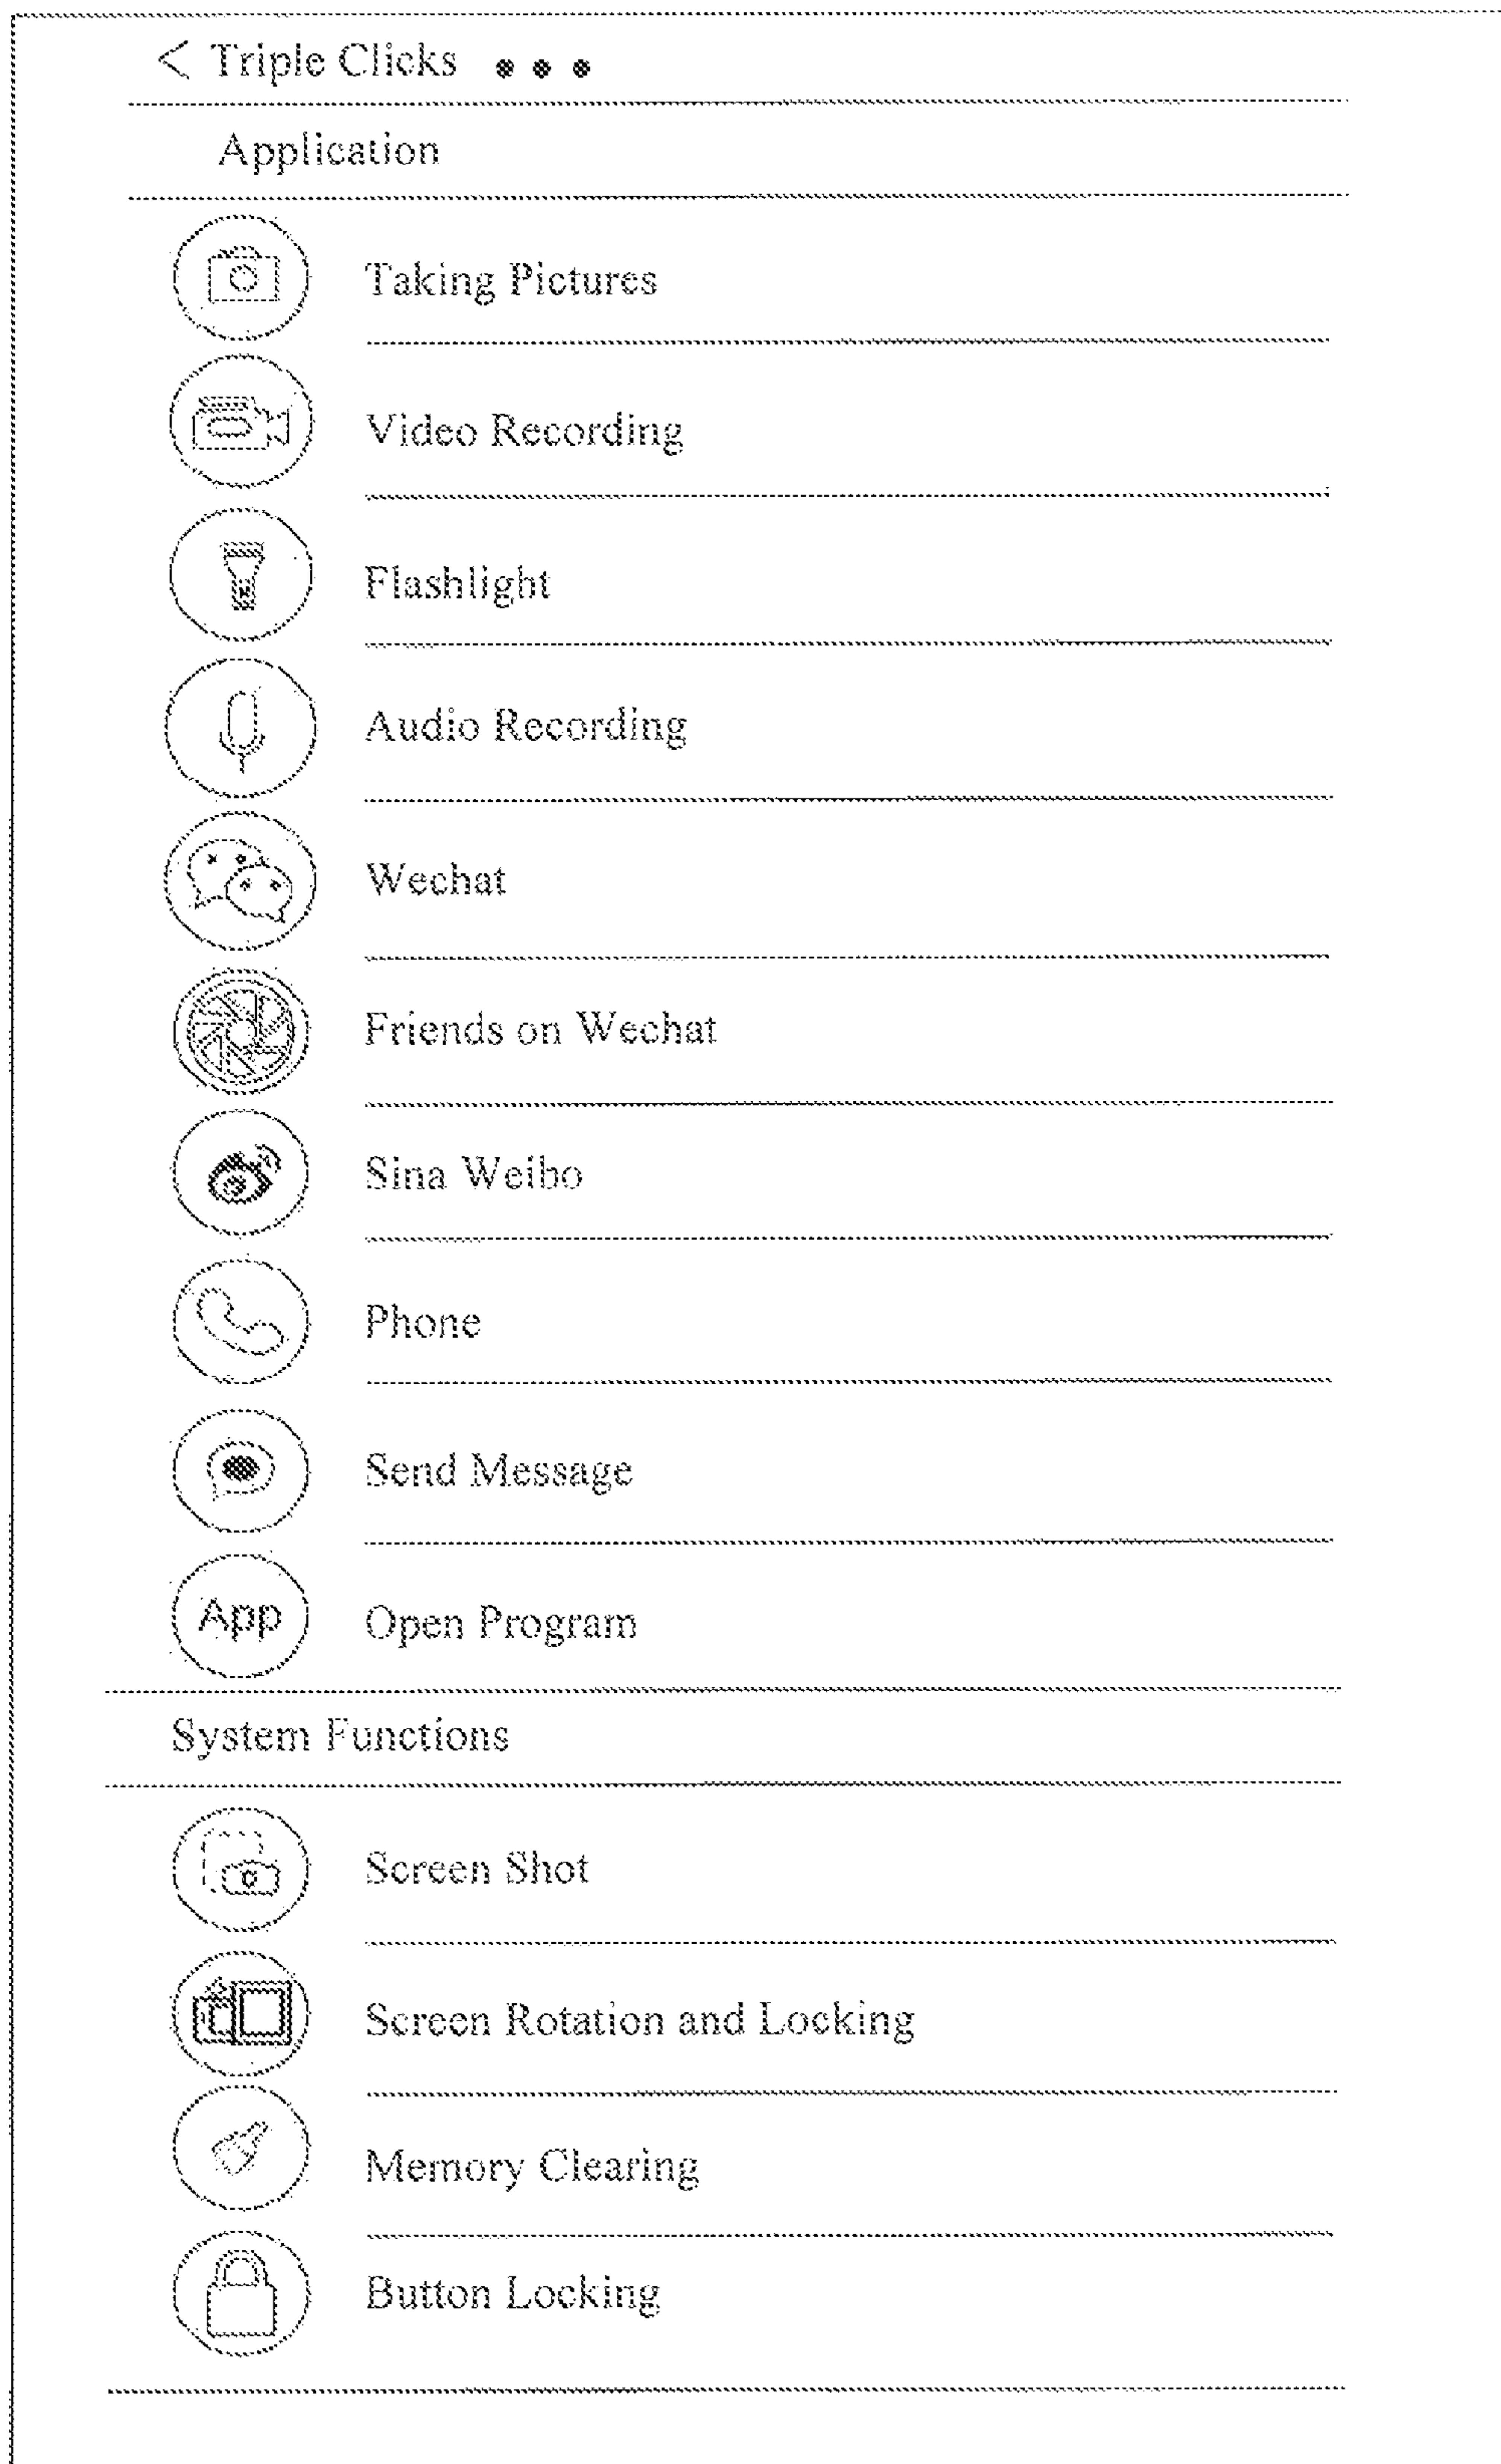 < Triple Clicks •••
Application
Taking Pictures
Video Recording
Flashlight
Audio Recording
Wechat
Friends on Wechat
Sina Weibo
Phone
Send Message
App Open Program
System Functions
Screen Shot
Screen Rotation and Locking
Memory Clearing
Button Locking